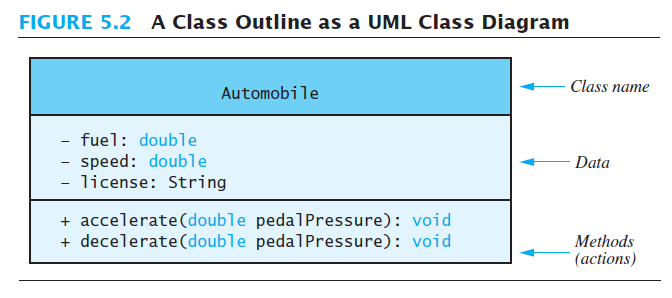 FIGURE 5.2 A Class Outline as a UML Class Diagram
Automobile
Class name
– fuel: double
– speed: double
– license: String
Data
+ accelerate(double pedalPressure): void
+ decelerate(double pedalPressure): void
Methods
(actions)